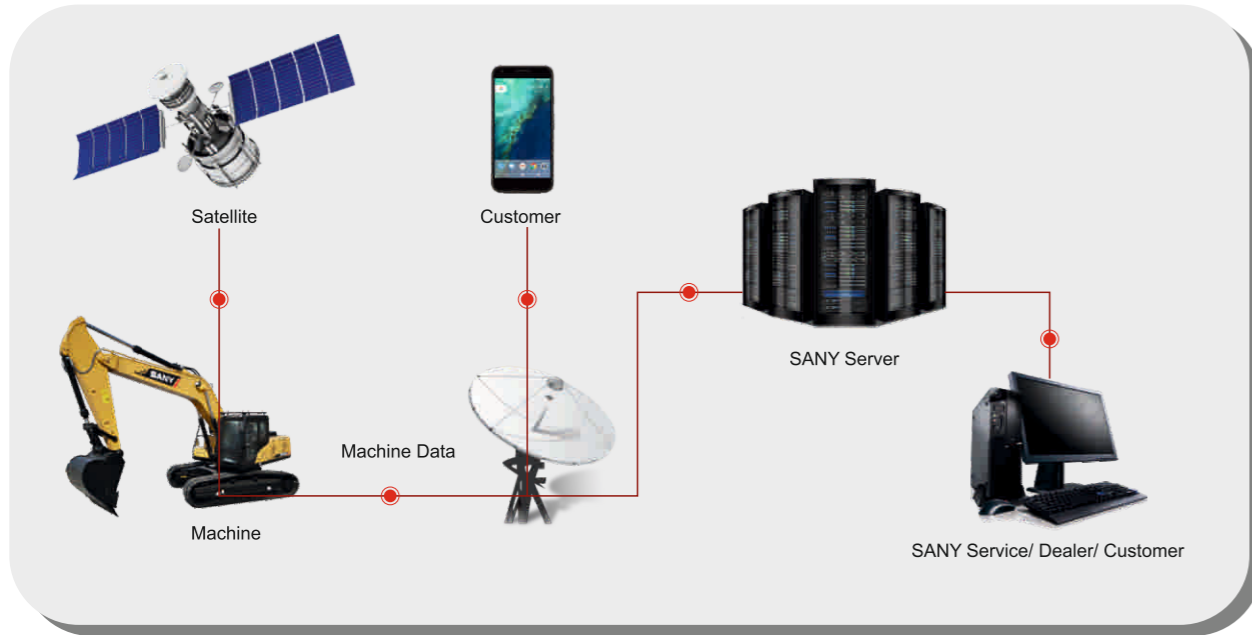 Satellite
Customer
SANY Server
SANY
Machine Data
Machine
SANY Service/ Dealer/ Customer